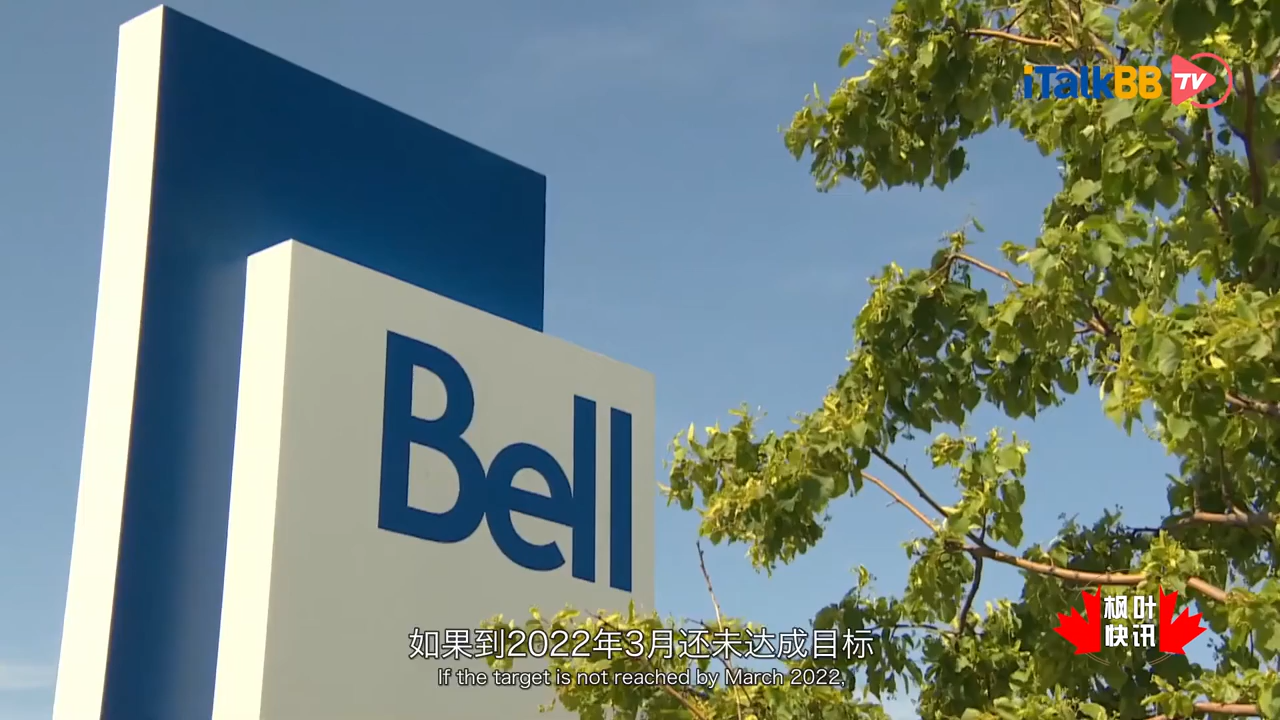 iTalkBB TV
Bell
枫叶
快讯
如果到2022年3月还未达成目标
If the target is not reached by March 2022,